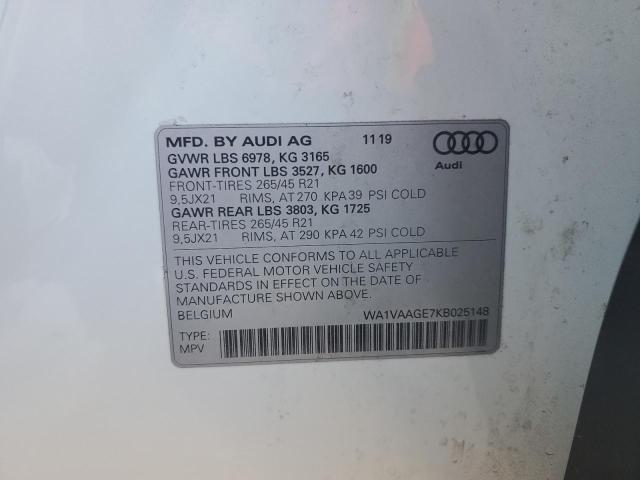 MFD. BY AUDI AG 11 19
GVWR LBS 6978, KG 3165
GAWR FRONT LBS 3527, KG 1600
FRONT-TIRES 265/45 R21
9,5JX21 RIMS, AT 270 KPA 39 PSI COLD
GAWR REAR LBS 3803, KG 1725
REAR-TIRES 265/45 R21
9,5JX21 RIMS, AT 290 KPA 42 PSI COLD
Audi
THIS VEHICLE CONFORMS TO ALL APPLICABLE
U.S. FEDERAL MOTOR VEHICLE SAFETY
STANDARDS IN EFFECT ON THE DATE OF
MANUFACTURE SHOWN ABOVE.
BELGIUM WA1VAAGE7KB025148
TYPE:
MPV